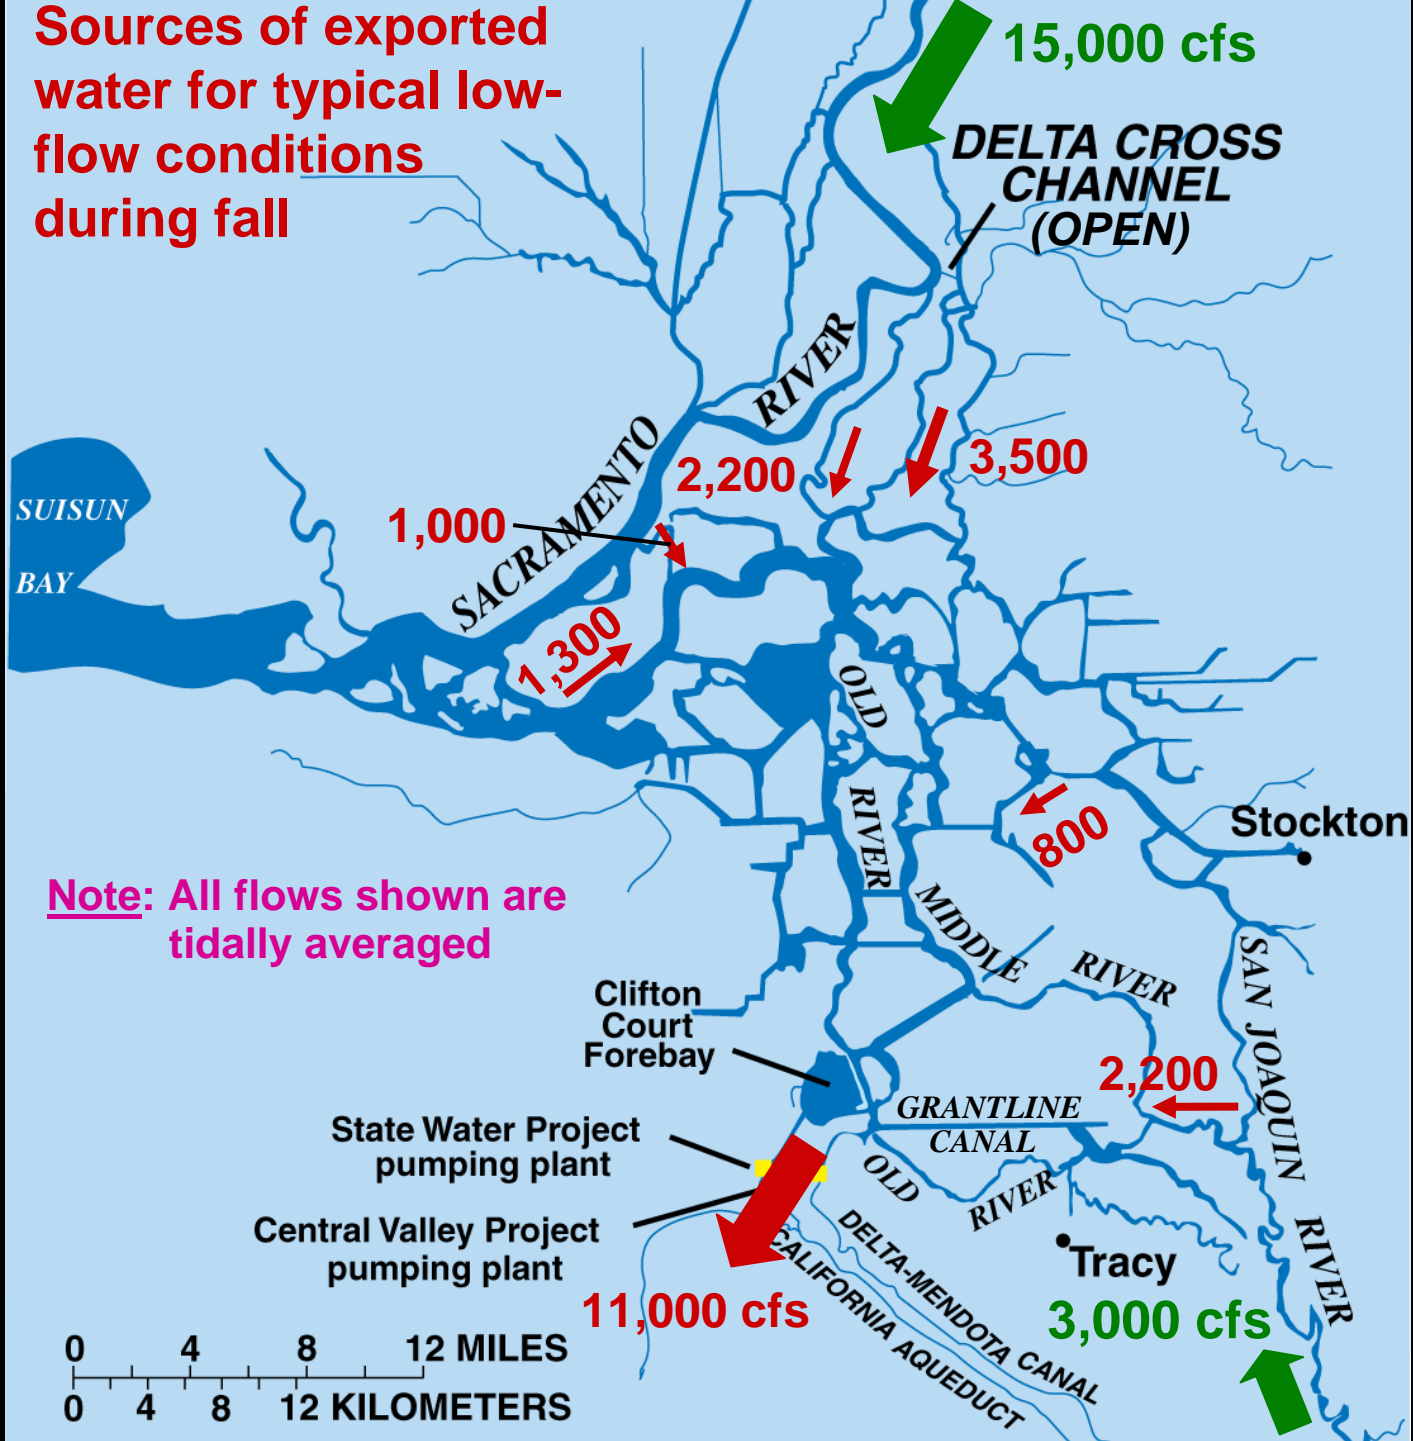 Sources of exported
water for typical low-
flow conditions
during fall
15,000 cfs
DELTA CROSS
CHANNEL
(OPEN)
SACRAMENTO
RIVER
2,200
3,500
1,000
1,300
SUISUN
BAY
OLD
RIVER
800
Stockton
Note: All flows shown are
tidally averaged
MIDDLE
RIVER
SAN JOAQUIN
RIVER
Clifton
Court
Forebay
2,200
GRANTLINE
CANAL
State Water Project
pumping plant
OLD
RIVER
Central Valley Project
pumping plant
Tracy
DELTA-MENDOTA CANAL
CALIFORNIA AQUEDUCT
11,000 cfs
3,000 cfs
0 4 8 12 MILES
0 4 8 12 KILOMETERS